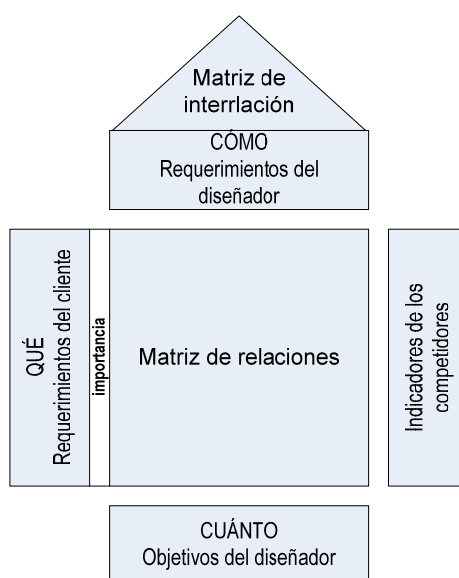 Matriz de
interrlación
CÓMO
Requerimientos del
diseñador
QUÉ
Requerimientos del cliente
importancia
Matriz de relaciones
Indicadores de los
competidores
CUÁNTO
Objetivos del diseñador